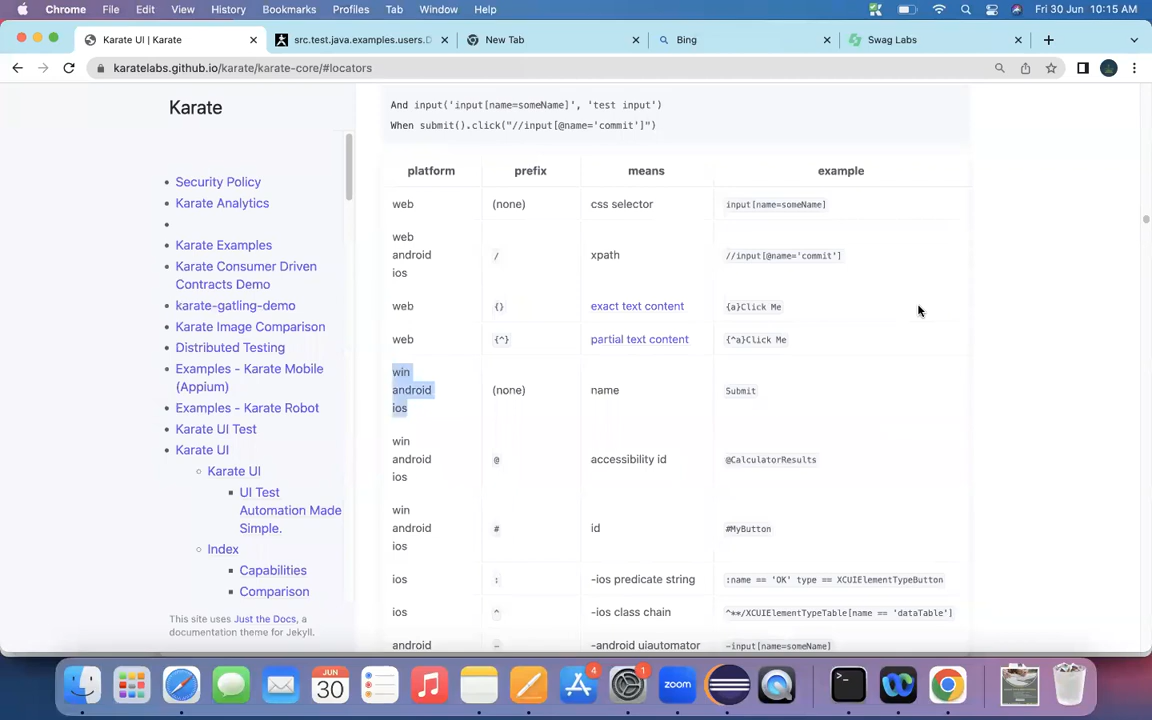 Chrome File Edit View History Bookmarks Profiles Tab Window Help Fri 30 Jun 10:15 AM
Karate UI | Karate
src.test.java.examples.users.D
New Tab
Bing
Swag Labs
karatelabs.github.io/karate/karate-core/#locators
Karate
Security Policy
Karate Analytics
Karate Examples
Karate Consumer Driven
Contracts Demo
karate-gatling-demo
Karate Image Comparison
Distributed Testing
Examples - Karate Mobile
(Appium)
Examples - Karate Robot
Karate UI Test
Karate UI
Karate UI
UI Test
Automation Made
Simple.
Index
Capabilities
Comparison
This site uses Just the Docs, a
documentation theme for Jekyll.
And input('input[name=someName]', 'test input')
When submit().click("//input[@name='commit']")
platform prefix means example
web (none) css selector input[name=someName]
web
android / xpath //input[@name='commit']
ios
web {} exact text content {a}Click Me
web {^} partial text content {^a}Click Me
win
android (none) name Submit
ios
win
android @ accessibility id @CalculatorResults
ios
win
android # id #MyButton
ios
ios : -ios predicate string :name == 'OK' type == XCUIElementTypeButton
ios ^ -ios class chain ^**/XCUIElementTypeTable[name == 'dataTable']
android - -android uiautomator -input[name=someName]
4
1
JUN
30
zoom
>_